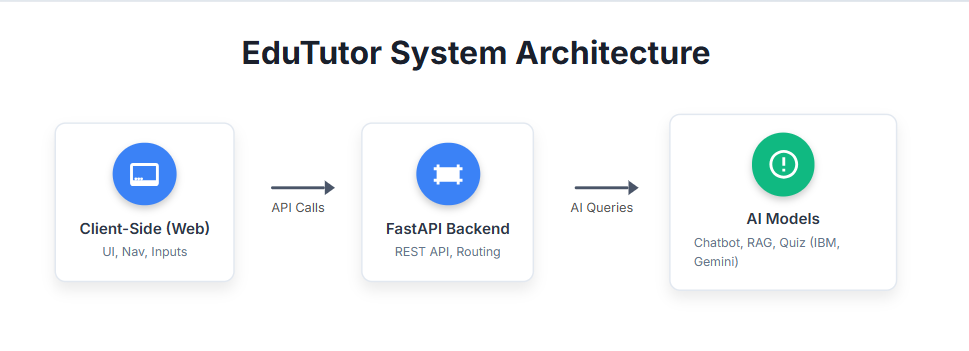 EduTutor System Architecture
Client-Side (Web)
UI, Nav, Inputs
API Calls
FastAPI Backend
REST API, Routing
AI Queries
AI Models
Chatbot, RAG, Quiz (IBM,
Gemini)